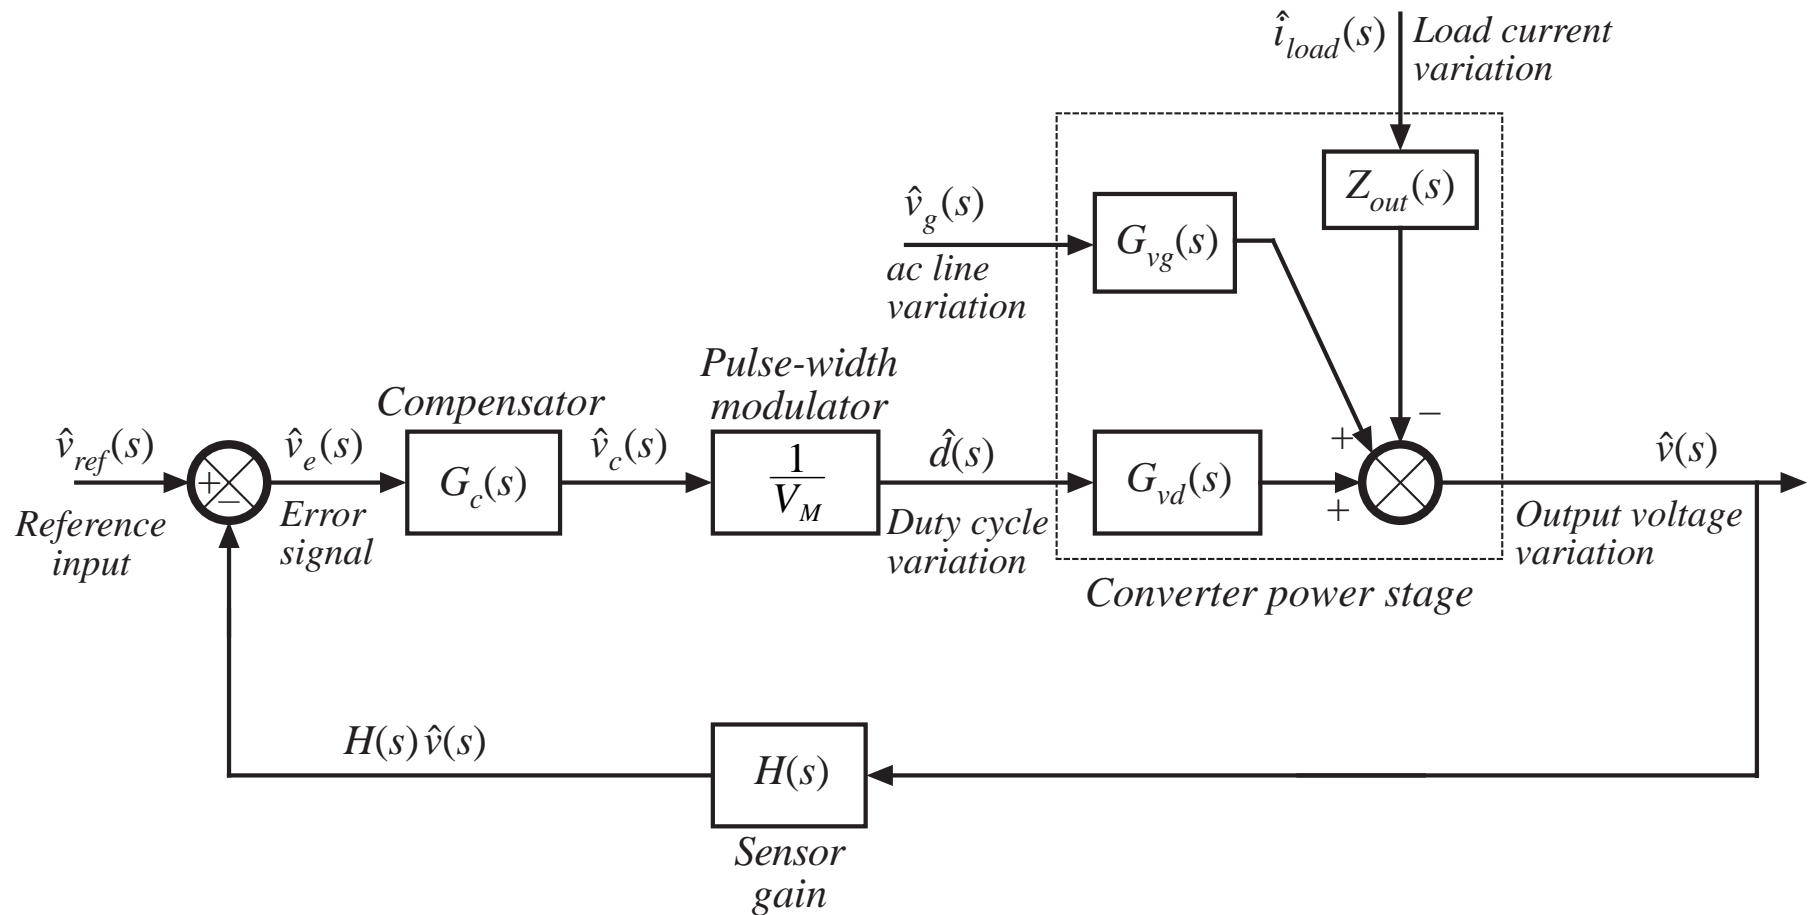 î_load(s)
Load current
variation
Z_out(s)
v̂_g(s)
ac line
variation
G_vg(s)
Pulse-width
modulator
Compensator
v̂_ref(s)
+
−
Reference
input
v̂_e(s)
Error
signal
G_c(s)
v̂_c(s)
1
V_M
d̂(s)
Duty cycle
variation
G_vd(s)
−
+
+
v̂(s)
Output voltage
variation
Converter power stage
H(s) v̂(s)
H(s)
Sensor
gain